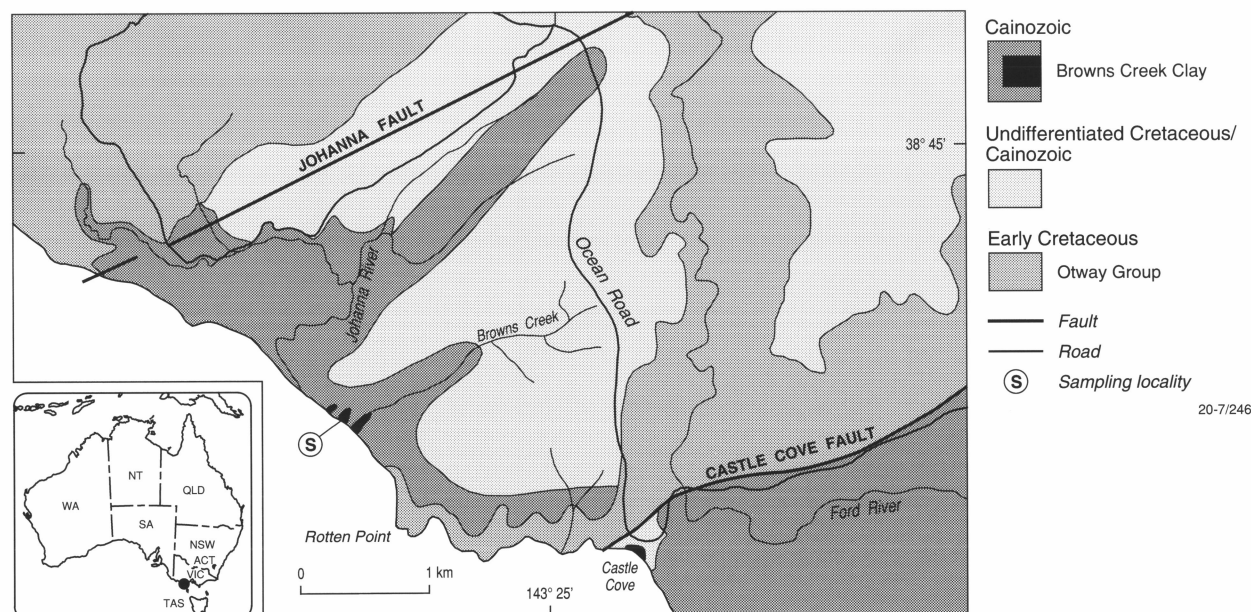 JOHANNA FAULT
38° 45'
Johanna River
Ocean Road
Browns Creek
CASTLE COVE FAULT
Ford River
S
Rotten Point
Castle
Cove
0
1 km
143° 25'
WA
NT
QLD
SA
NSW
ACT
VIC
TAS
Cainozoic
Browns Creek Clay
Undifferentiated Cretaceous/
Cainozoic
Early Cretaceous
Otway Group
Fault
Road
S
Sampling locality
20-7/246